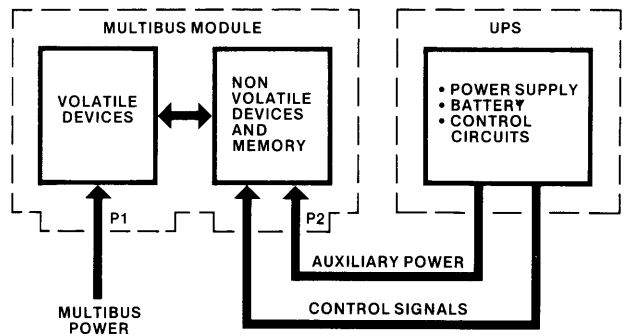 MULTIBUS MODULE
UPS
VOLATILE
DEVICES
NON
VOLATILE
DEVICES
AND
MEMORY
• POWER SUPPLY
• BATTERY
• CONTROL
CIRCUITS
P1
P2
AUXILIARY POWER
CONTROL SIGNALS
MULTIBUS
POWER